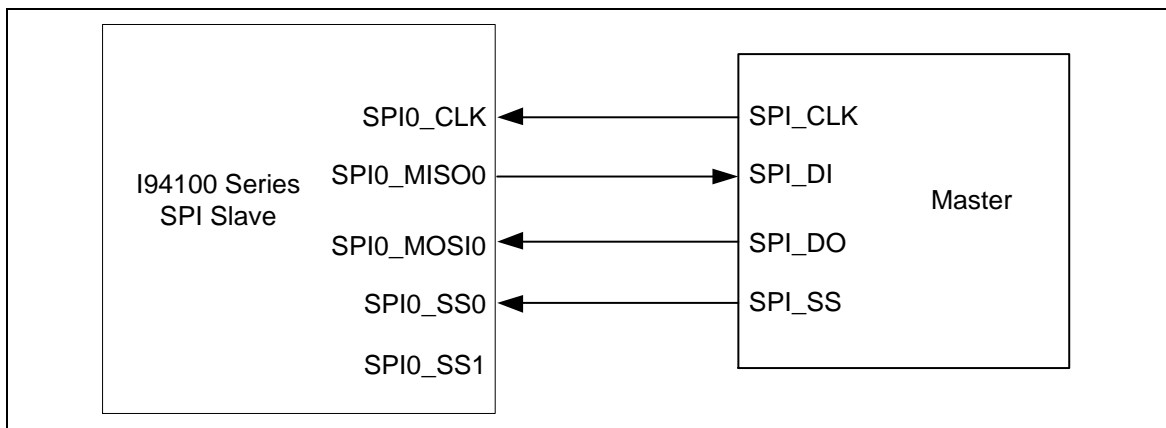 I94100 Series
SPI Slave
SPI0_CLK
SPI0_MISO0
SPI0_MOSI0
SPI0_SS0
SPI0_SS1
SPI_CLK
SPI_DI
SPI_DO
SPI_SS
Master